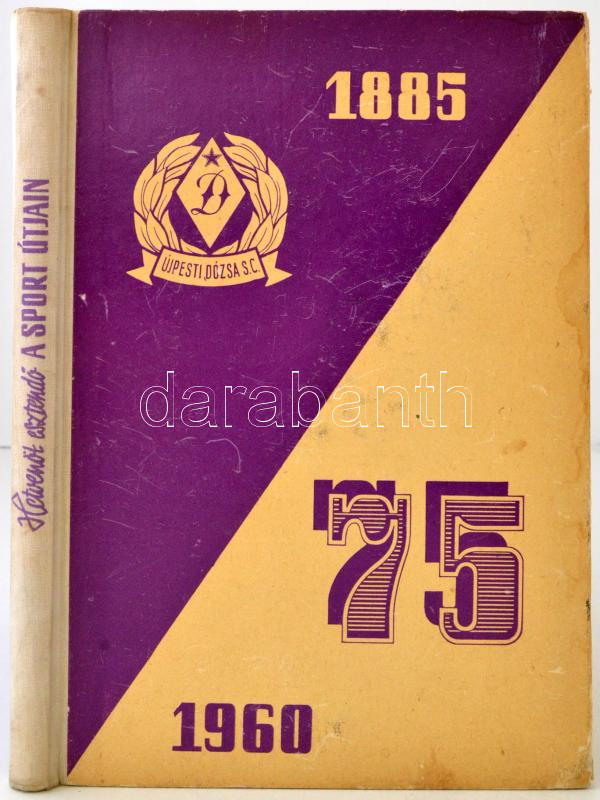 Hetvenöt esztendő A SPORT ÚTJAIN
1885
D
ÚJPESTI DÓZSA S.C.
darabanth
75
1960